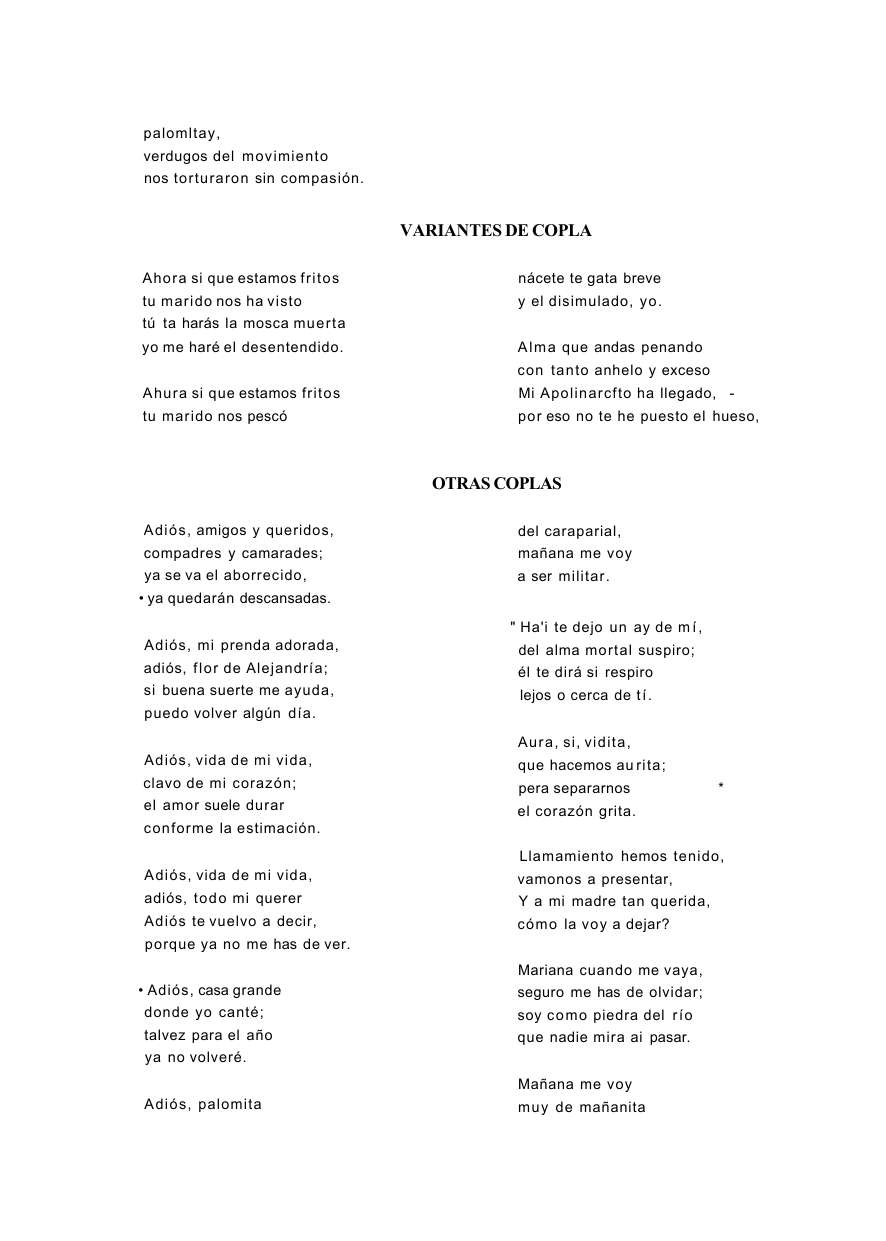 palomltay,
verdugos del movimiento
nos torturaron sin compasión.
VARIANTES DE COPLA
Ahora si que estamos fritos
tu marido nos ha visto
tú ta harás la mosca muerta
yo me haré el desentendido.
Ahura si que estamos fritos
tu marido nos pescó
nácete te gata breve
y el disimulado, yo.
Alma que andas penando
con tanto anhelo y exceso
Mi Apolinarcfto ha llegado, -
por eso no te he puesto el hueso,
OTRAS COPLAS
Adiós, amigos y queridos,
compadres y camarades;
ya se va el aborrecido,
• ya quedarán descansadas.
Adiós, mi prenda adorada,
adiós, flor de Alejandría;
si buena suerte me ayuda,
puedo volver algún día.
Adiós, vida de mi vida,
clavo de mi corazón;
el amor suele durar
conforme la estimación.
Adiós, vida de mi vida,
adiós, todo mi querer
Adiós te vuelvo a decir,
porque ya no me has de ver.
• Adiós, casa grande
donde yo canté;
talvez para el año
ya no volveré.
Adiós, palomita
del caraparial,
mañana me voy
a ser militar.
" Ha'i te dejo un ay de mí,
del alma mortal suspiro;
él te dirá si respiro
lejos o cerca de tí.
Aura, si, vidita,
que hacemos aurita;
pera separarnos *
el corazón grita.
Llamamiento hemos tenido,
vamonos a presentar,
Y a mi madre tan querida,
cómo la voy a dejar?
Mariana cuando me vaya,
seguro me has de olvidar;
soy como piedra del río
que nadie mira ai pasar.
Mañana me voy
muy de mañanita